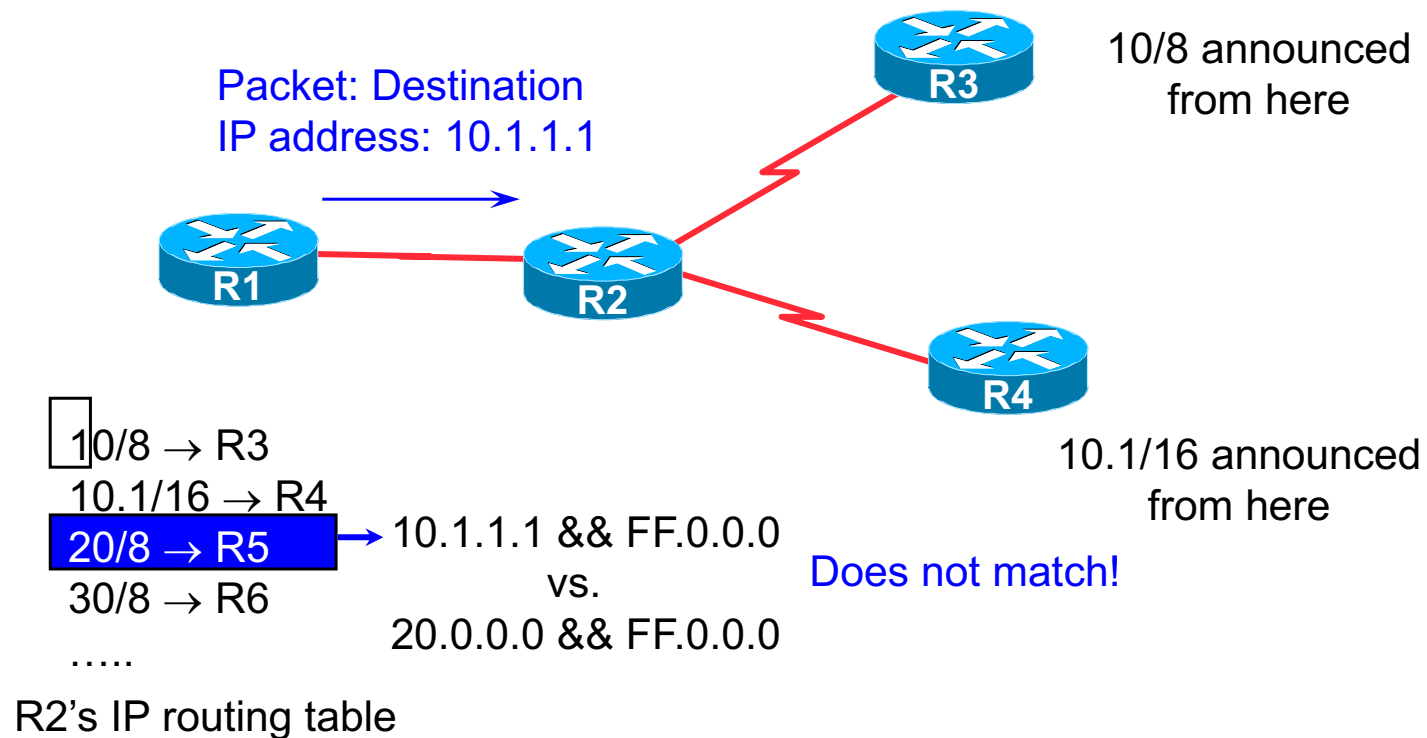 Packet: Destination
IP address: 10.1.1.1
R3
10/8 announced
from here
R1
R2
R4
10.1/16 announced
from here
10/8 → R3
10.1/16 → R4
20/8 → R5
30/8 → R6
…..
10.1.1.1 && FF.0.0.0
vs.
20.0.0.0 && FF.0.0.0
Does not match!
R2’s IP routing table